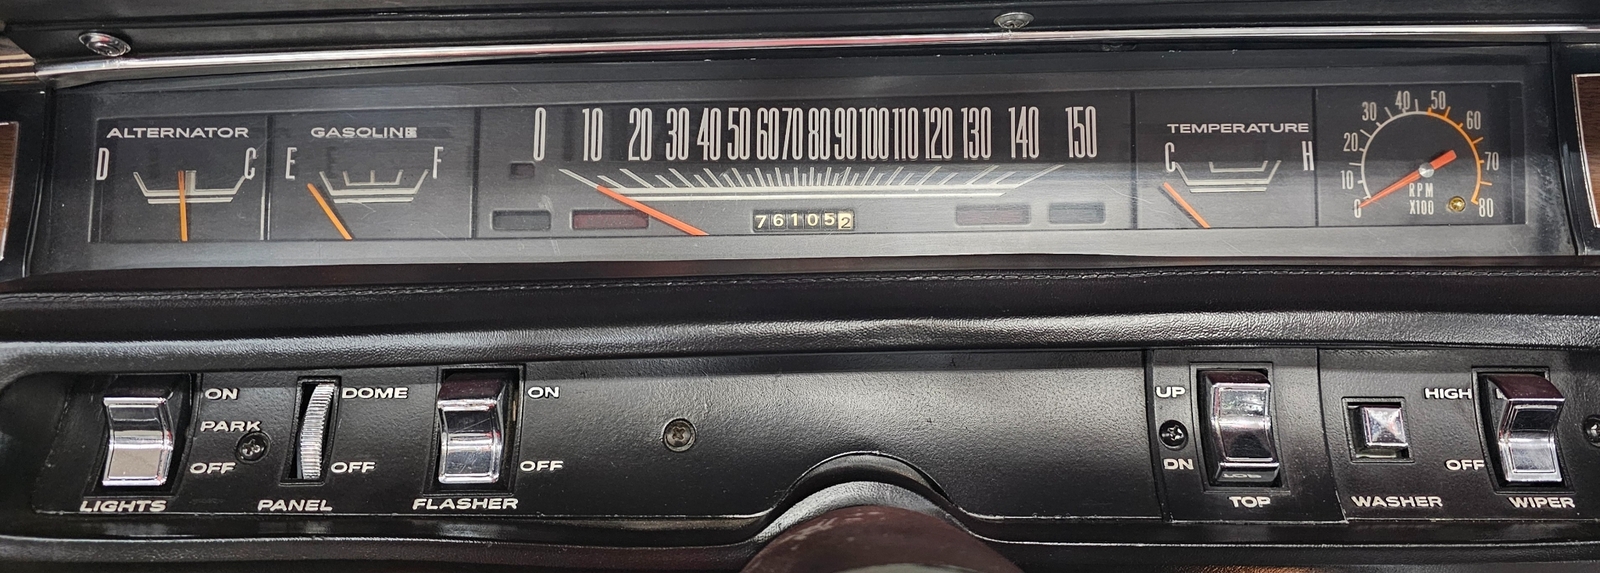 ALTERNATOR
D C
GASOLINE
E F
0 10 20 30 40 50 60 70 80 90 100 110 120 130 140 150
761052
TEMPERATURE
C H
0 10 20 30 40 50 60 70 80
RPM
X100
ON
PARK
OFF
LIGHTS
DOME
OFF
PANEL
ON
OFF
FLASHER
UP
DN
TOP
WASHER
HIGH
OFF
WIPER